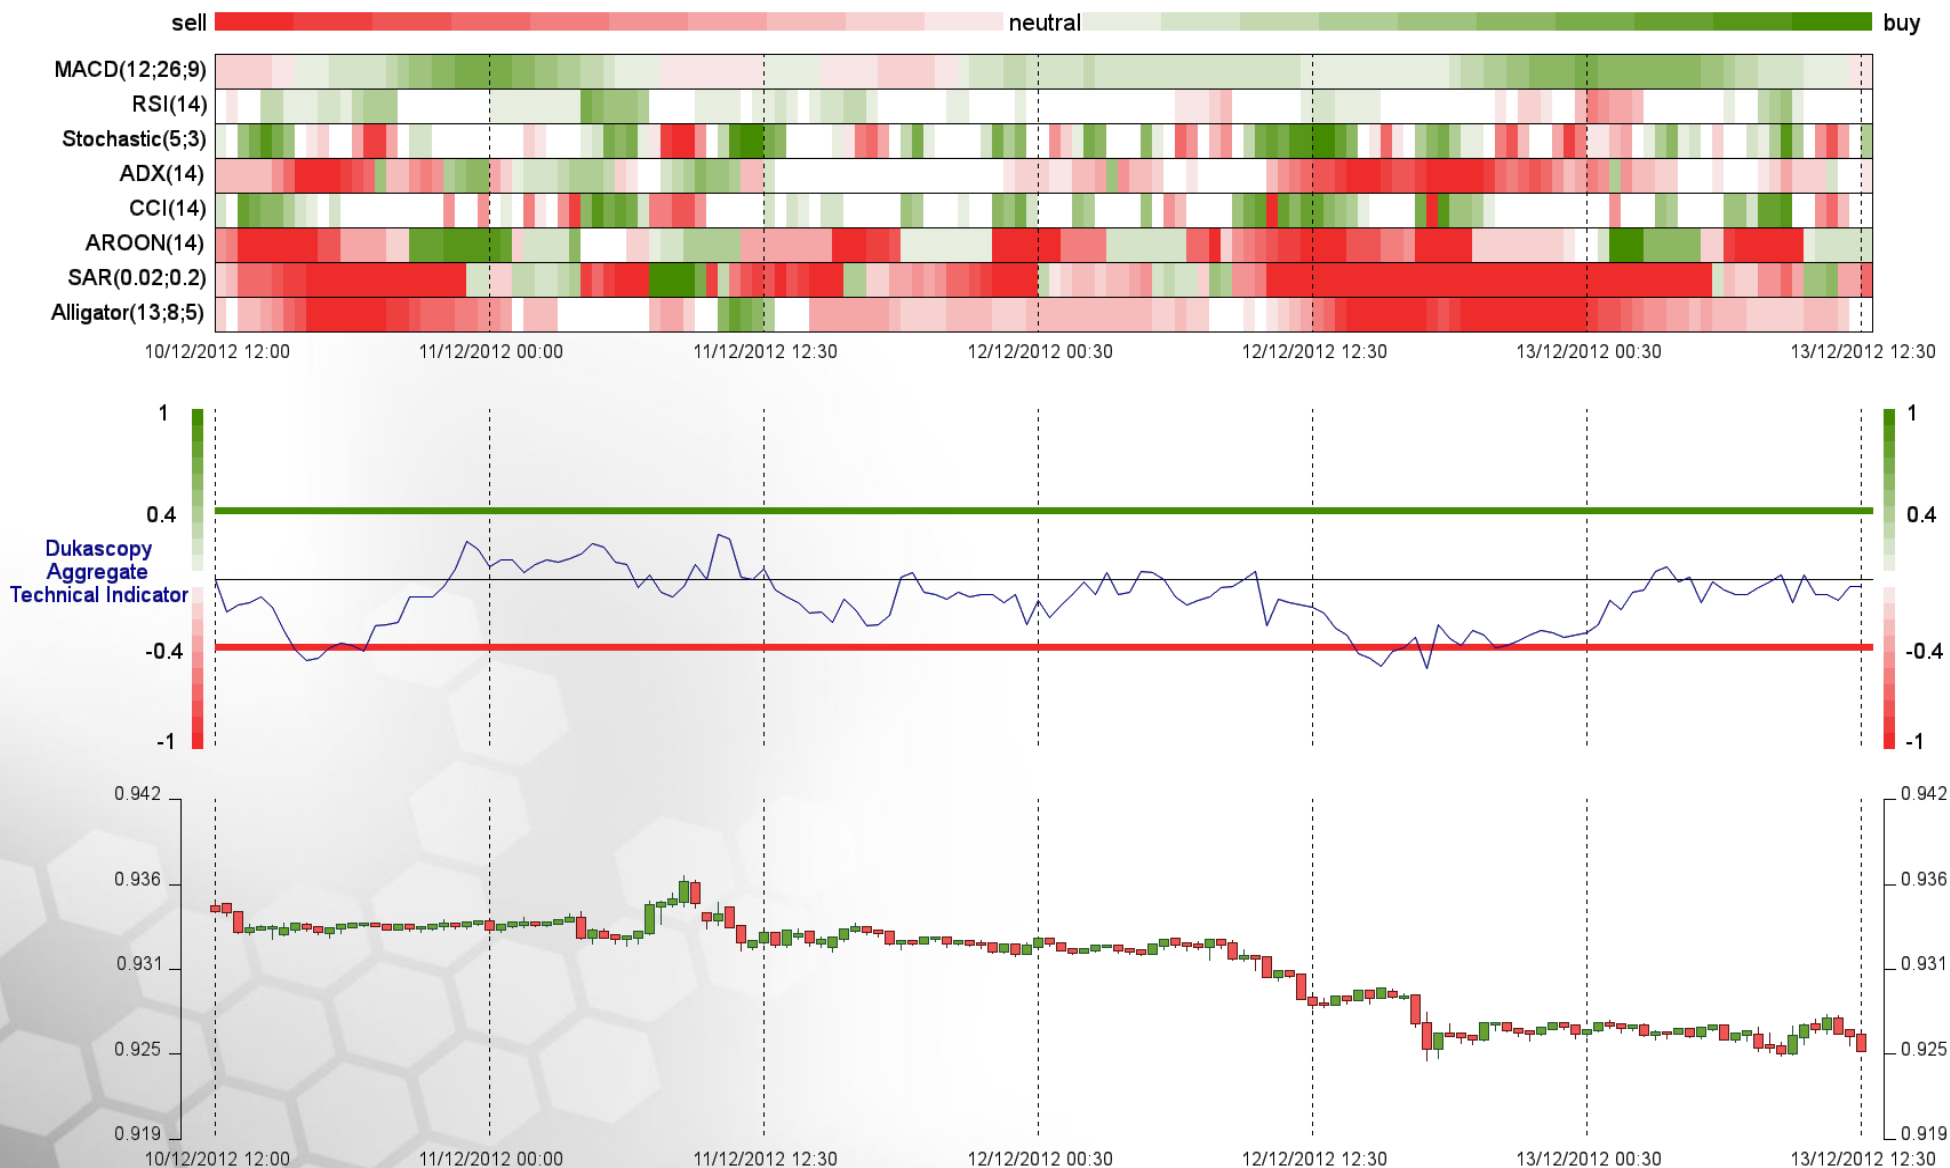 sell neutral buy
MACD(12;26;9)
RSI(14)
Stochastic(5;3)
ADX(14)
CCI(14)
AROON(14)
SAR(0.02;0.2)
Alligator(13;8;5)
10/12/2012 12:00 11/12/2012 00:00 11/12/2012 12:30 12/12/2012 00:30 12/12/2012 12:30 13/12/2012 00:30 13/12/2012 12:30
1 1
0.4 0.4
Dukascopy
Aggregate
Technical Indicator
-0.4 -0.4
-1 -1
0.942 0.942
0.936 0.936
0.931 0.931
0.925 0.925
0.919 0.919
10/12/2012 12:00 11/12/2012 00:00 11/12/2012 12:30 12/12/2012 00:30 12/12/2012 12:30 13/12/2012 00:30 13/12/2012 12:30